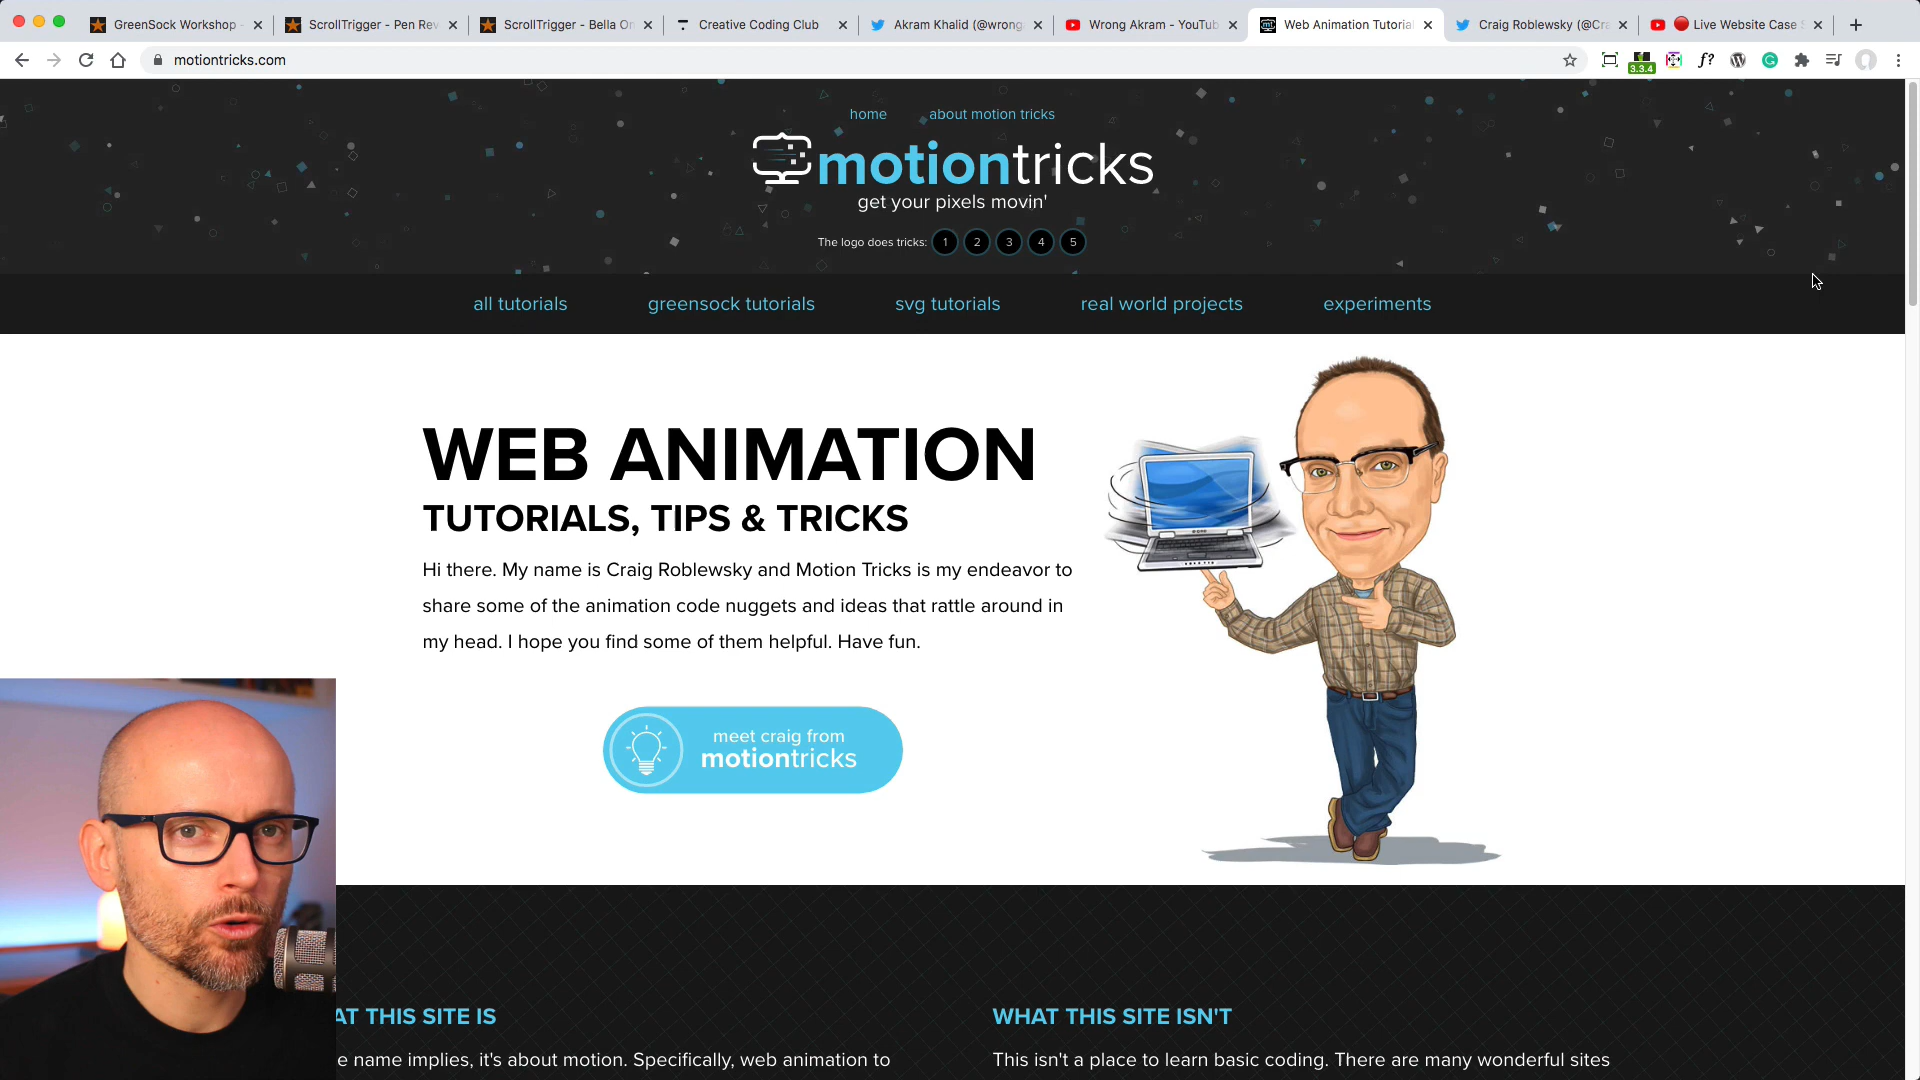 GreenSock Workshop -
ScrollTrigger - Pen Rev
ScrollTrigger - Bella On
Creative Coding Club
Akram Khalid (@wrong
Wrong Akram - YouTub
Web Animation Tutorial
Craig Roblewsky (@Cra
Live Website Case S
motiontricks.com
3.3.4
f?
home about motion tricks
motiontricks
get your pixels movin'
The logo does tricks: 1 2 3 4 5
all tutorials greensock tutorials svg tutorials real world projects experiments
WEB ANIMATION
TUTORIALS, TIPS & TRICKS
Hi there. My name is Craig Roblewsky and Motion Tricks is my endeavor to
share some of the animation code nuggets and ideas that rattle around in
my head. I hope you find some of them helpful. Have fun.
meet craig from
motiontricks
AT THIS SITE IS
e name implies, it's about motion. Specifically, web animation to
WHAT THIS SITE ISN'T
This isn't a place to learn basic coding. There are many wonderful sites